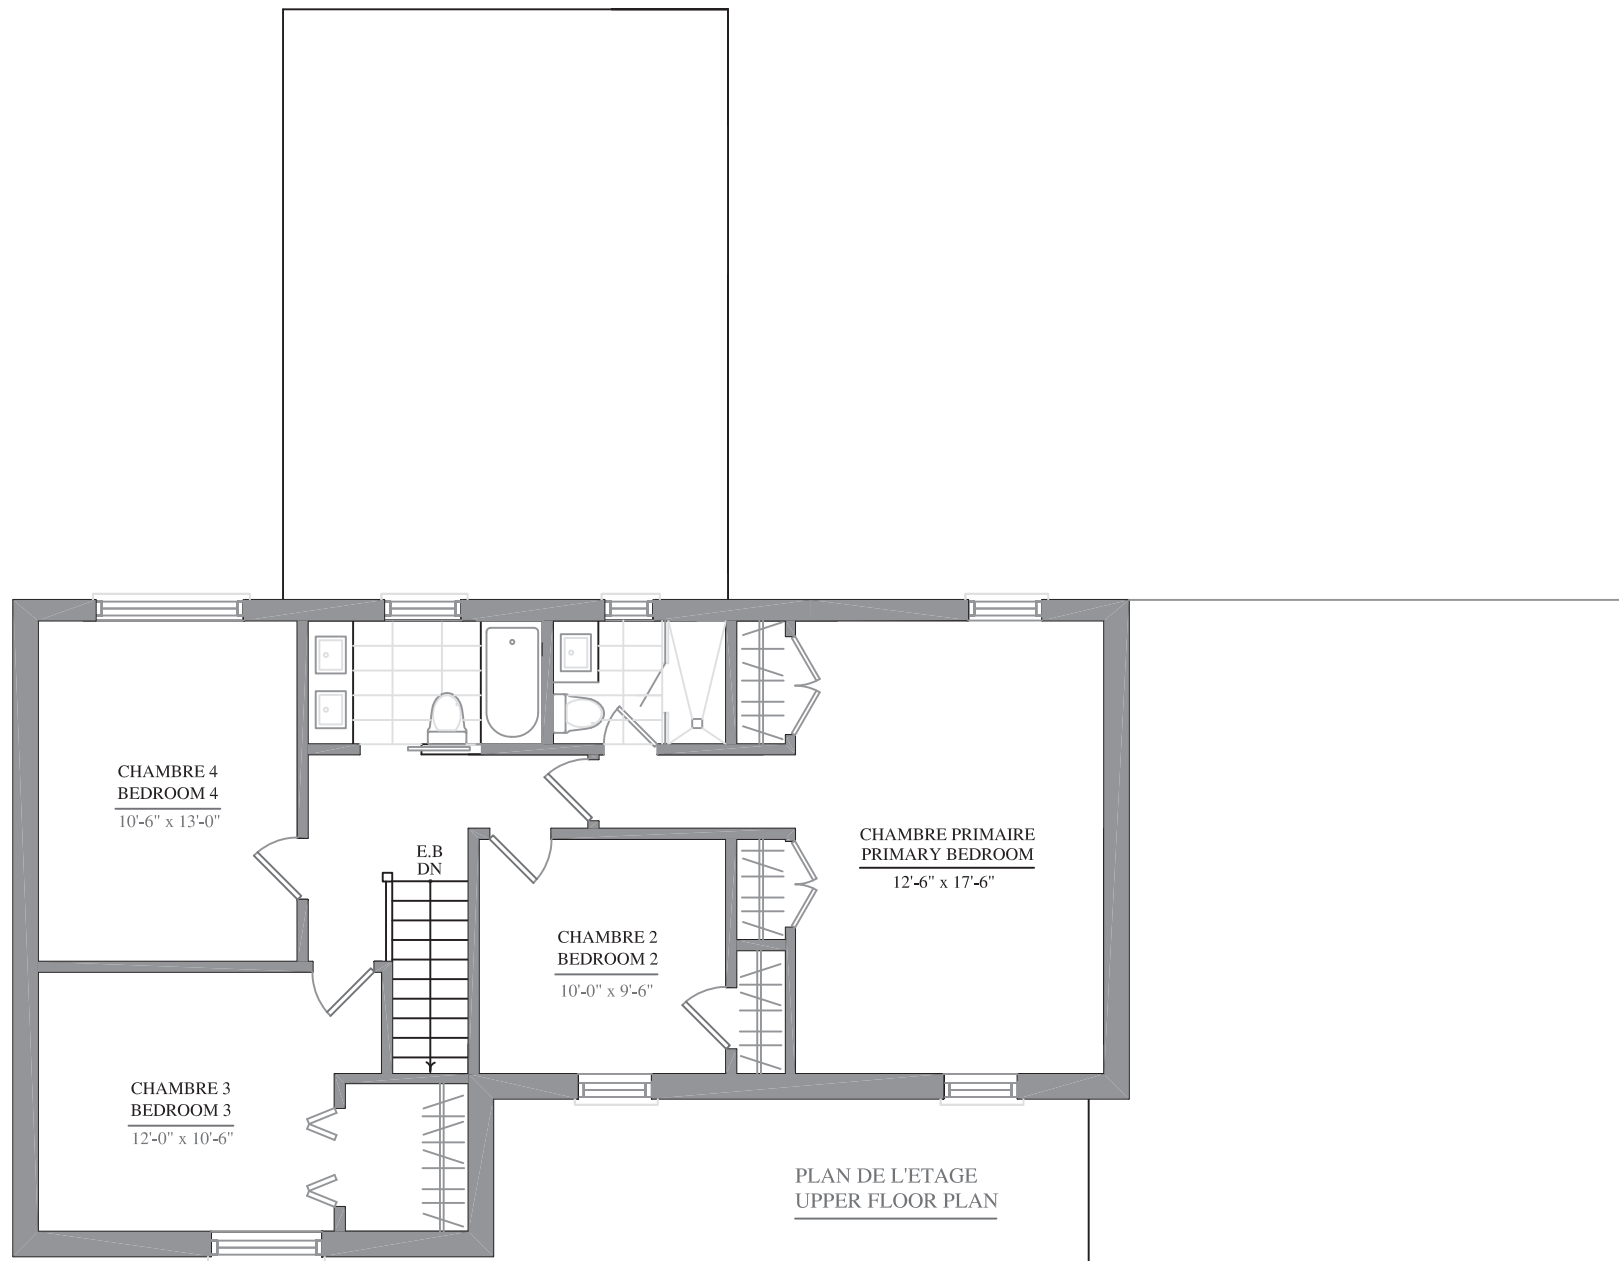 CHAMBRE 4
BEDROOM 4
10'-6" x 13'-0"
E.B
DN
CHAMBRE PRIMAIRE
PRIMARY BEDROOM
12'-6" x 17'-6"
CHAMBRE 2
BEDROOM 2
10'-0" x 9'-6"
CHAMBRE 3
BEDROOM 3
12'-0" x 10'-6"
PLAN DE L'ETAGE
UPPER FLOOR PLAN